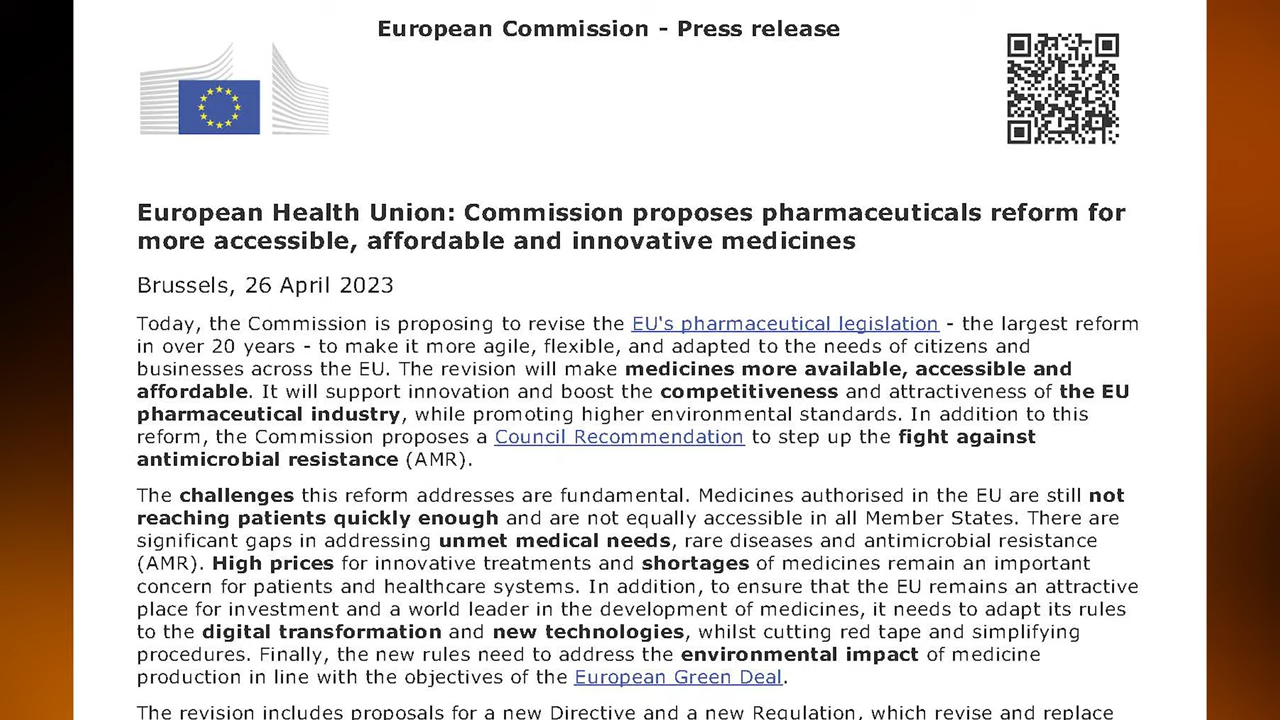 European Commission - Press release
European Health Union: Commission proposes pharmaceuticals reform for
more accessible, affordable and innovative medicines
Brussels, 26 April 2023
Today, the Commission is proposing to revise the EU's pharmaceutical legislation - the largest reform
in over 20 years - to make it more agile, flexible, and adapted to the needs of citizens and
businesses across the EU. The revision will make medicines more available, accessible and
affordable. It will support innovation and boost the competitiveness and attractiveness of the EU
pharmaceutical industry, while promoting higher environmental standards. In addition to this
reform, the Commission proposes a Council Recommendation to step up the fight against
antimicrobial resistance (AMR).
The challenges this reform addresses are fundamental. Medicines authorised in the EU are still not
reaching patients quickly enough and are not equally accessible in all Member States. There are
significant gaps in addressing unmet medical needs, rare diseases and antimicrobial resistance
(AMR). High prices for innovative treatments and shortages of medicines remain an important
concern for patients and healthcare systems. In addition, to ensure that the EU remains an attractive
place for investment and a world leader in the development of medicines, it needs to adapt its rules
to the digital transformation and new technologies, whilst cutting red tape and simplifying
procedures. Finally, the new rules need to address the environmental impact of medicine
production in line with the objectives of the European Green Deal.
The revision includes proposals for a new Directive and a new Regulation, which revise and replace